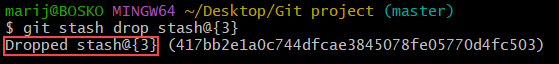 marij@BOSKO MINGW64 ~/Desktop/Git project (master)
$ git stash drop stash@{3}
Dropped stash@{3} (417bb2e1a0c744dfcae3845078fe05770d4fc503)